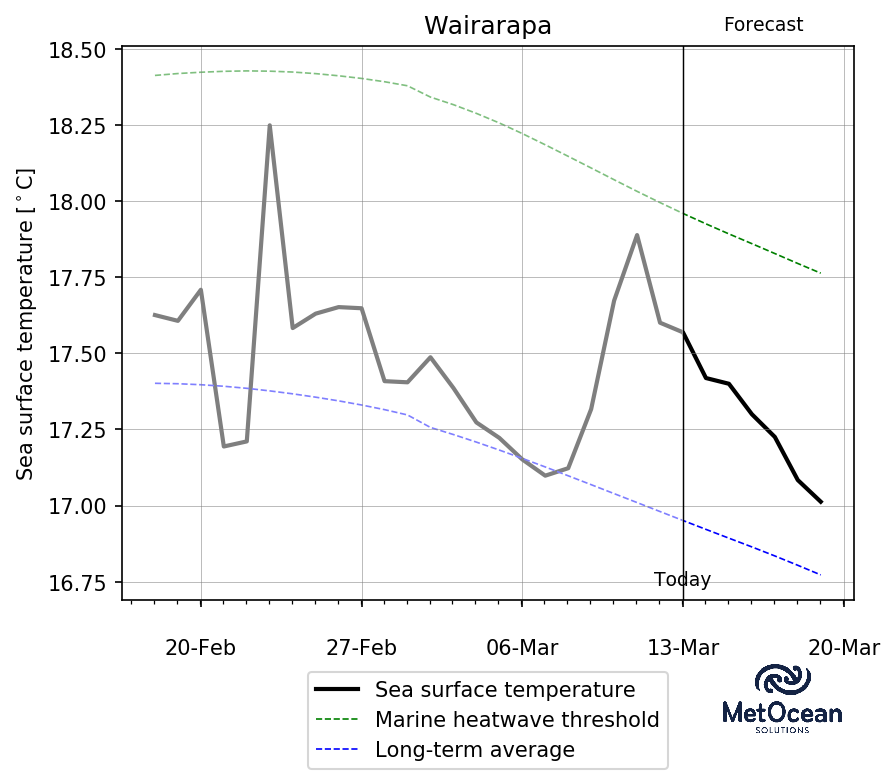 Wairarapa
Forecast
18.50
18.25
18.00
17.75
17.50
17.25
17.00
16.75
Sea surface temperature [°C]
Today
20-Feb
27-Feb
06-Mar
13-Mar
20-Mar
Sea surface temperature
Marine heatwave threshold
Long-term average
MetOcean
SOLUTIONS